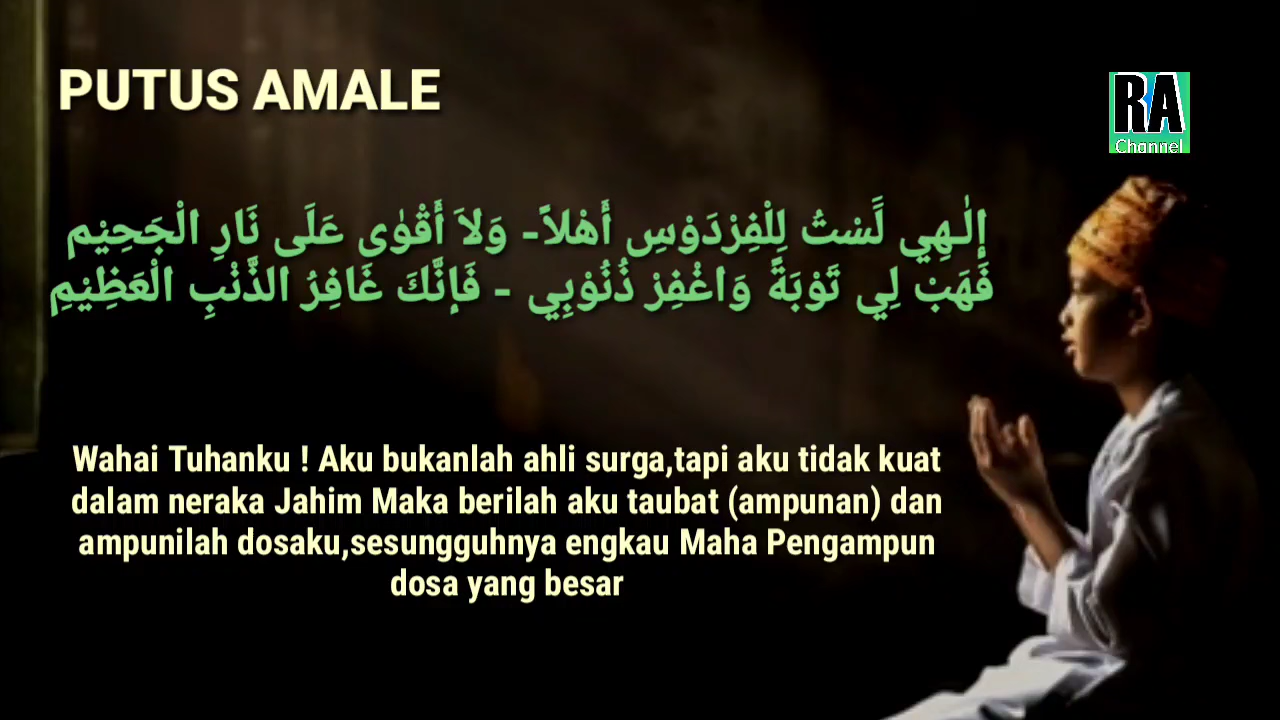 PUTUS AMALE
RA
Channel
إِلٰـهِي لَسْتُ لِلْفِرْدَوْسِ أَهْلاً- وَلاَ أَقْوٰى عَلَى نَارِ الْجَحِيْمِ
فَهَبْ لِي تَوْبَةً وَاغْفِرْ ذُنُوْبِي - فَإِنَّكَ غَافِرُ الذَّنْبِ الْعَظِيْمِ
Wahai Tuhanku ! Aku bukanlah ahli surga,tapi aku tidak kuat
dalam neraka Jahim Maka berilah aku taubat (ampunan) dan
ampunilah dosaku,sesungguhnya engkau Maha Pengampun
dosa yang besar